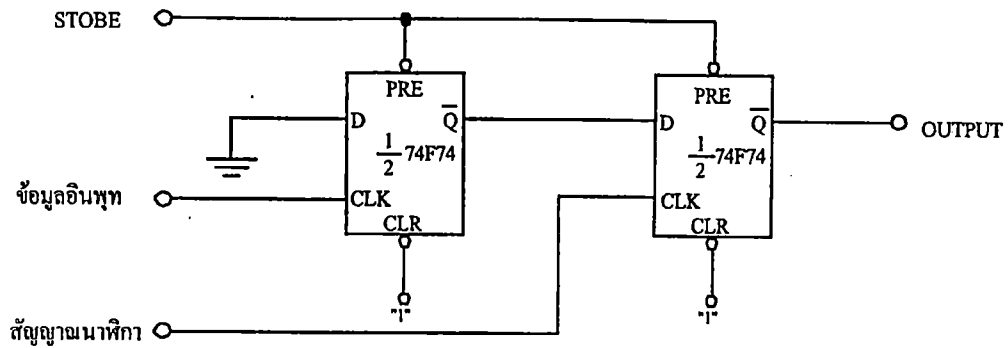 STOBE
PRE
D
Q̅
½ 74F74
CLK
CLR
"1"
PRE
D
Q̅
½ 74F74
CLK
CLR
"1"
OUTPUT
ข้อมูลอินพุท
สัญญาณนาฬิกา